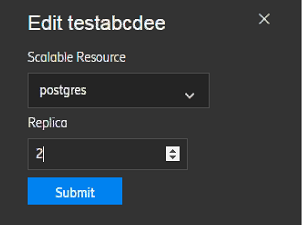 Edit testabcdee
Scalable Resource
postgres
Replica
2
Submit